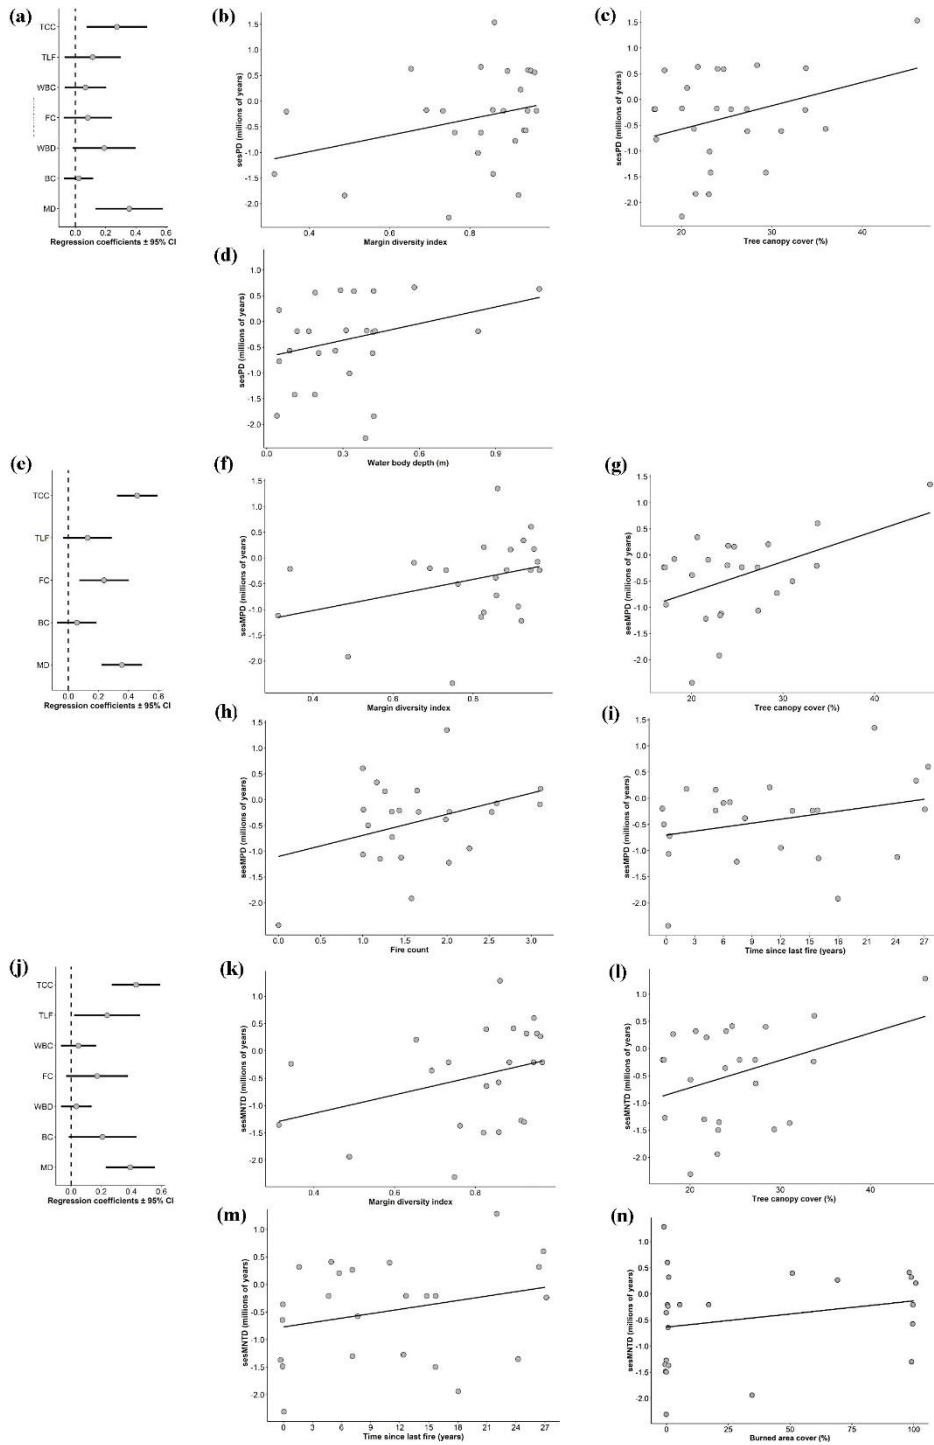 (a)
TCC
TLF
WBC
FC
WBD
BC
MD
0.0 0.2 0.4 0.6
Regression coefficients ± 95% CI
(b)
sesPD (millions of years)
1.5
1.0
0.5
0.0
-0.5
-1.0
-1.5
-2.0
0.4 0.6 0.8
Margin diversity index
(c)
sesPD (millions of years)
1.5
1.0
0.5
0.0
-0.5
-1.0
-1.5
-2.0
20 30 40
Tree canopy cover (%)
(d)
sesPD (millions of years)
1.0
0.5
0.0
-0.5
-1.0
-1.5
-2.0
0.0 0.3 0.6 0.9
Water body depth (m)
(e)
TCC
TLF
FC
BC
MD
0.0 0.2 0.4 0.6
Regression coefficients ± 95% CI
(f)
sesMPD (millions of years)
1.5
1.0
0.5
0.0
-0.5
-1.0
-1.5
-2.0
0.4 0.6 0.8
Margin diversity index
(g)
sesMPD (millions of years)
1.5
1.0
0.5
0.0
-0.5
-1.0
-1.5
-2.0
20 30 40
Tree canopy cover (%)
(h)
sesMPD (millions of years)
1.5
1.0
0.5
0.0
-0.5
-1.0
-1.5
-2.0
0.0 0.5 1.0 1.5 2.0 2.5 3.0
Fire count
(i)
sesMPD (millions of years)
1.5
1.0
0.5
0.0
-0.5
-1.0
-1.5
-2.0
0 3 6 9 12 15 18 21 24 27
Time since last fire (years)
(j)
TCC
TLF
WBC
FC
WBD
BC
MD
0.0 0.2 0.4 0.6
Regression coefficients ± 95% CI
(k)
sesMNTD (millions of years)
1.0
0.5
0.0
-0.5
-1.0
-1.5
-2.0
0.4 0.6 0.8
Margin diversity index
(l)
sesMNTD (millions of years)
1.0
0.5
0.0
-0.5
-1.0
-1.5
-2.0
20 30 40
Tree canopy cover (%)
(m)
sesMNTD (millions of years)
1.0
0.5
0.0
-0.5
-1.0
-1.5
-2.0
0 3 6 9 12 15 18 21 24 27
Time since last fire (years)
(n)
sesMNTD (millions of years)
1.0
0.5
0.0
-0.5
-1.0
-1.5
-2.0
0 25 50 75 100
Burned area cover (%)